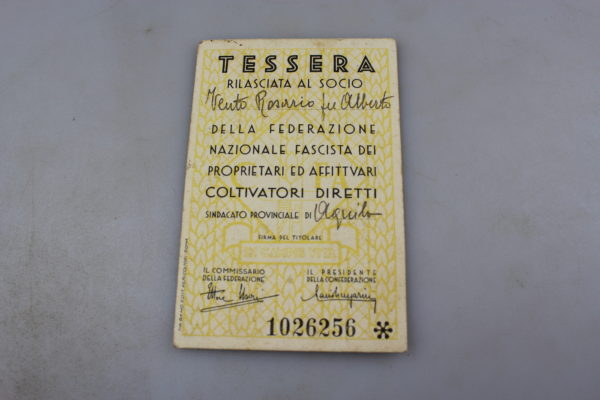 TESSERA
RILASCIATA AL SOCIO
Vento Rosario fu Alberto
DELLA FEDERAZIONE
NAZIONALE FASCISTA DEI
PROPRIETARI ED AFFITTVARI
COLTIVATORI DIRETTI
SINDACATO PROVINCIALE DI Aquila
FIRMA DEL TITOLARE
IL COMMISSARIO
DELLA FEDERAZIONE
IL PRESIDENTE
DELLA CONFEDERAZIONE
1026256 *